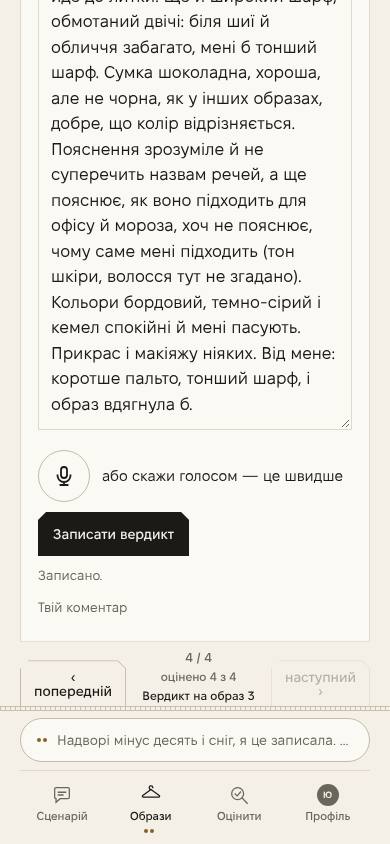 обмотаний двічі: біля шиї й
обличчя забагато, мені б тонший
шарф. Сумка шоколадна, хороша,
але не чорна, як у інших образах,
добре, що колір відрізняється.
Пояснення зрозуміле й не
суперечить назвам речей, а ще
пояснює, як воно підходить для
офісу й мороза, хоч не пояснює,
чому саме мені підходить (тон
шкіри, волосся тут не згадано).
Кольори бордовий, темно-сірий і
кемел спокійні й мені пасують.
Прикрас і макіяжу ніяких. Від мене:
коротше пальто, тонший шарф, і
образ вдягнула б.
або скажи голосом — це швидше
Записати вердикт
Записано.
Твій коментар
4 / 4
оцінено 4 з 4
Вердикт на образ 3
‹
попередній
наступний
›
Надворі мінус десять і сніг, я це записала. ...
Сценарій
Образи
Оцінити
Ю
Профіль